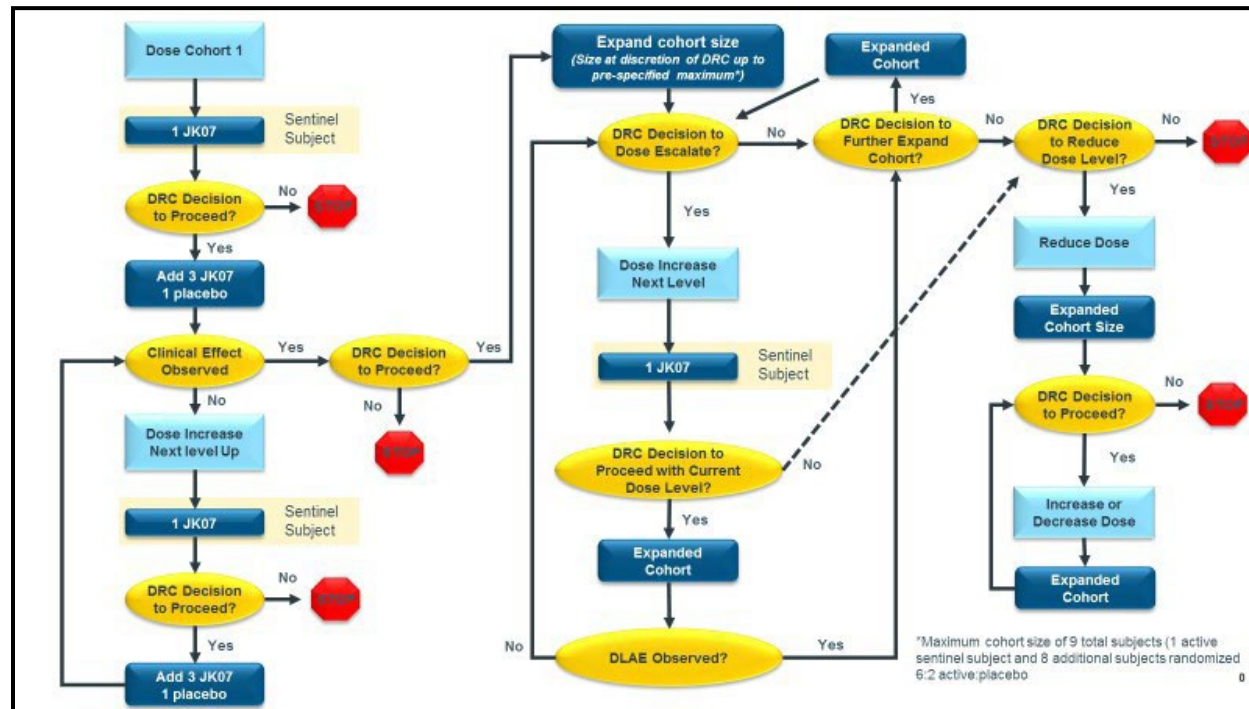 Dose Cohort 1
1 JK07
Sentinel
Subject
DRC Decision
to Proceed?
No
STOP
Yes
Add 3 JK07
1 placebo
Clinical Effect
Observed
Yes
No
Dose Increase
Next level Up
1 JK07
Sentinel
Subject
DRC Decision
to Proceed?
No
STOP
Yes
Add 3 JK07
1 placebo
DRC Decision
to Proceed?
Yes
No
STOP
Expand cohort size
(Size at discretion of DRC up to
pre-specified maximum*)
DRC Decision to
Dose Escalate?
No
Yes
Dose Increase
Next Level
1 JK07
Sentinel
Subject
DRC Decision to
Proceed with Current
Dose Level?
No
Yes
Expanded
Cohort
DLAE Observed?
No
Yes
Expanded
Cohort
Yes
DRC Decision to
Further Expand
Cohort?
No
DRC Decision
to Reduce
Dose Level?
No
STOP
Yes
Reduce Dose
Expanded
Cohort Size
DRC Decision
to Proceed?
No
STOP
Yes
Increase or
Decrease Dose
Expanded
Cohort
*Maximum cohort size of 9 total subjects (1 active
sentinel subject and 8 additional subjects randomized
6:2 active:placebo
0